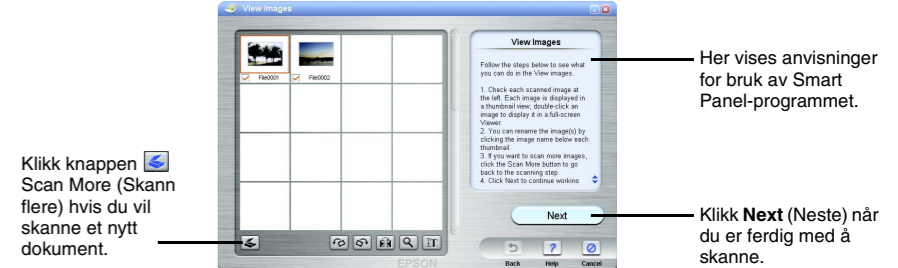 View Images
File0001
File0002
View Images
Follow the steps below to see what
you can do in the View images.
1. Check each scanned image at
the left. Each image is displayed in
a thumbnail view; double-click an
image to display it in a full-screen
Viewer.
2. You can rename the image(s) by
clicking the image name below each
thumbnail.
3. If you want to scan more images,
click the Scan More button to go
back to the scanning step.
4. Click Next to continue working
Next
Back
Help
Cancel
EPSON
Her vises anvisninger
for bruk av Smart
Panel-programmet.
Klikk knappen
Scan More (Skann
flere) hvis du vil
skanne et nytt
dokument.
Klikk Next (Neste) når
du er ferdig med å
skanne.